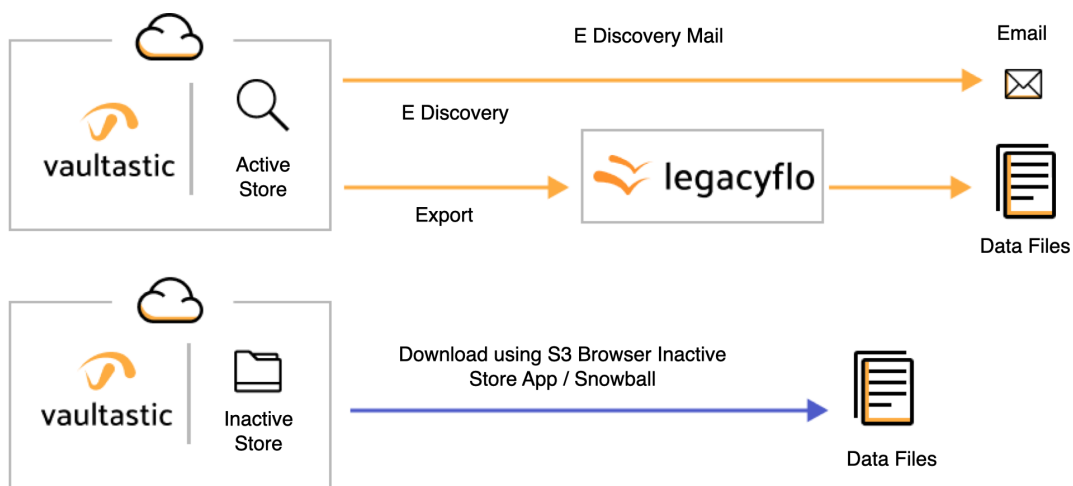 E Discovery Mail
Email
vaultastic
Active
Store
E Discovery
legacyflo
Export
Data Files
vaultastic
Inactive
Store
Download using S3 Browser Inactive
Store App / Snowball
Data Files